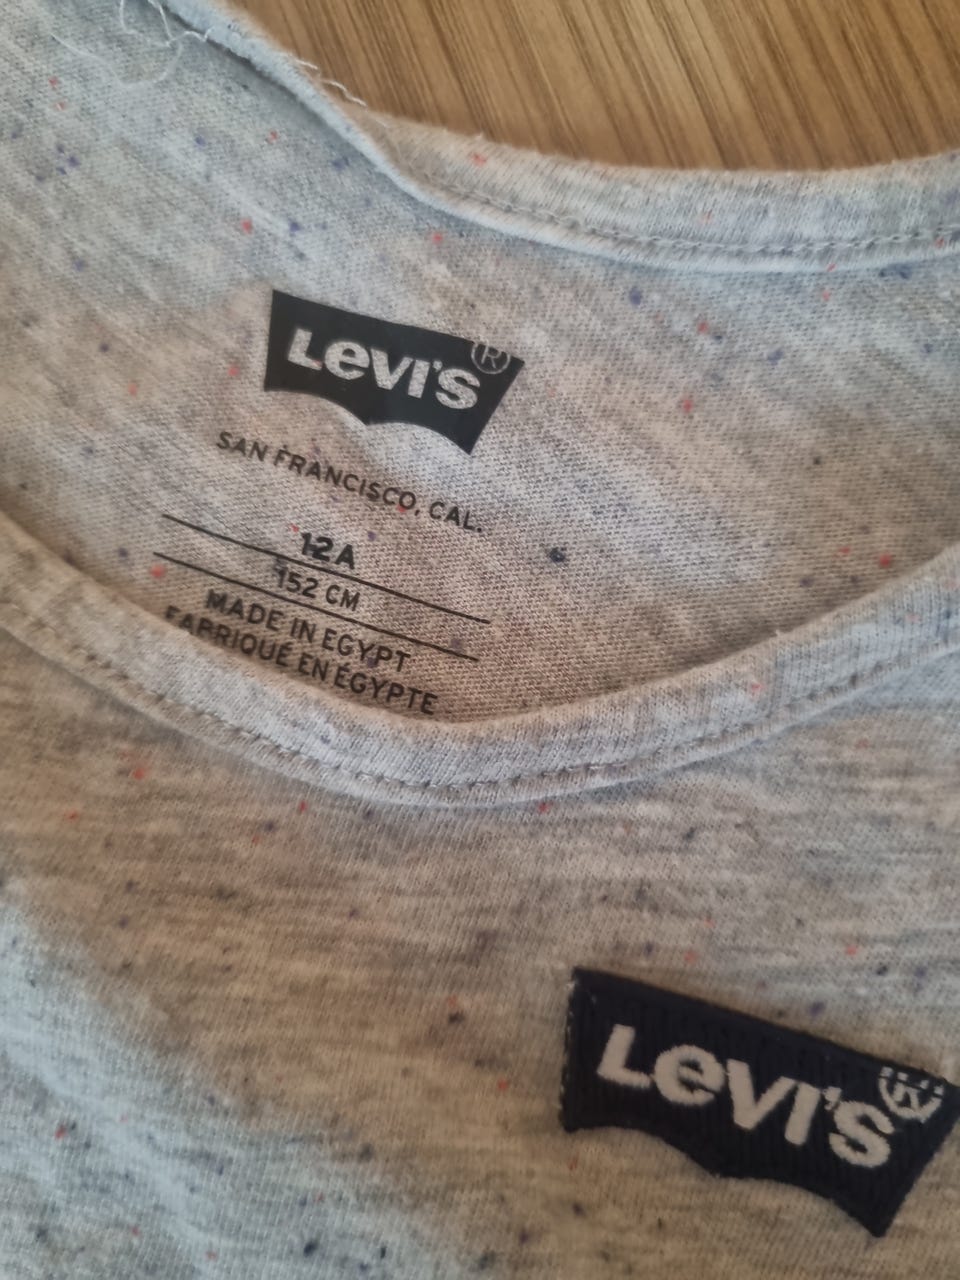 LEVI'S®
SAN FRANCISCO, CAL.
12A
152 CM
MADE IN EGYPT
FABRIQUÉ EN ÉGYPTE
LEVI'S®